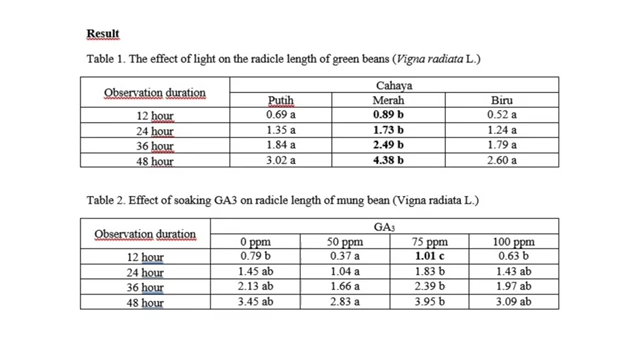 Result
Table 1. The effect of light on the radicle length of green beans (Vigna radiata L.)
Observation duration Cahaya
Putih Merah Biru
12 hour 0.69 a 0.89 b 0.52 a
24 hour 1.35 a 1.73 b 1.24 a
36 hour 1.84 a 2.49 b 1.79 a
48 hour 3.02 a 4.38 b 2.60 a
Table 2. Effect of soaking GA3 on radicle length of mung bean (Vigna radiata L.)
Observation duration GA3
0 ppm 50 ppm 75 ppm 100 ppm
12 hour 0.79 b 0.37 a 1.01 c 0.63 b
24 hour 1.45 ab 1.04 a 1.83 b 1.43 ab
36 hour 2.13 ab 1.66 a 2.39 b 1.97 ab
48 hour 3.45 ab 2.83 a 3.95 b 3.09 ab